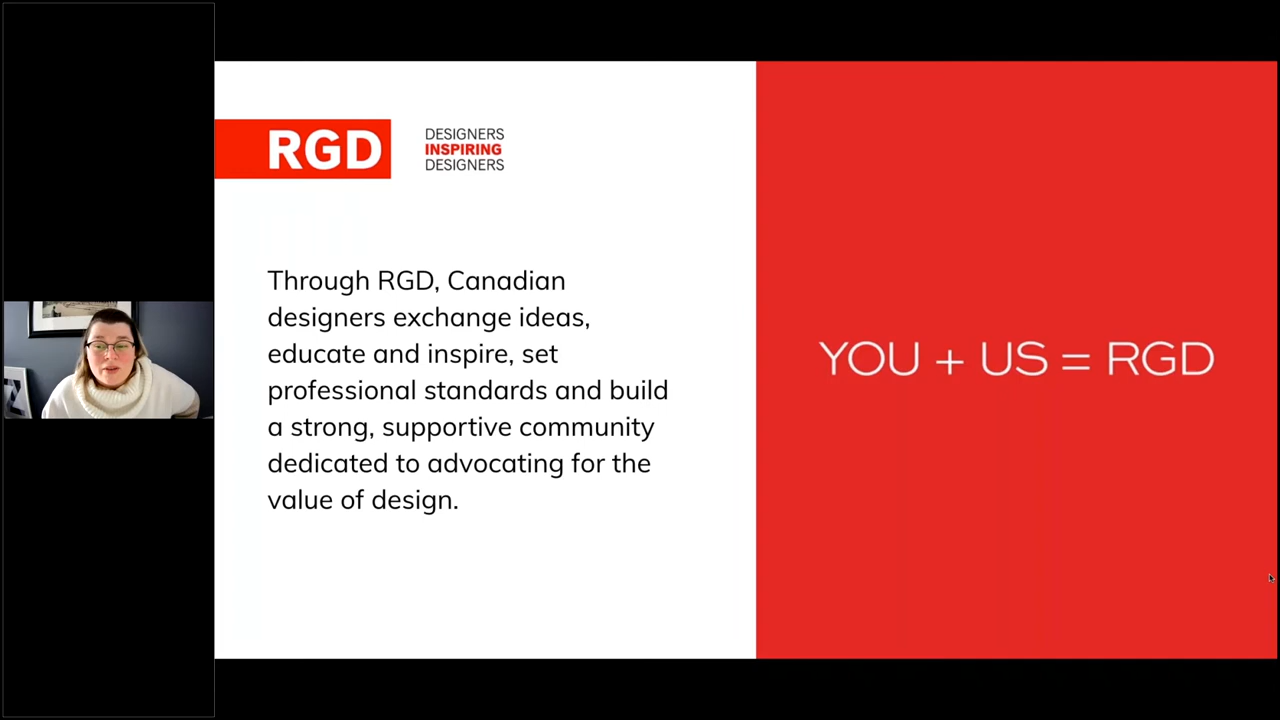 RGD
DESIGNERS
INSPIRING
DESIGNERS
Through RGD, Canadian
designers exchange ideas,
educate and inspire, set
professional standards and build
a strong, supportive community
dedicated to advocating for the
value of design.
YOU + US = RGD